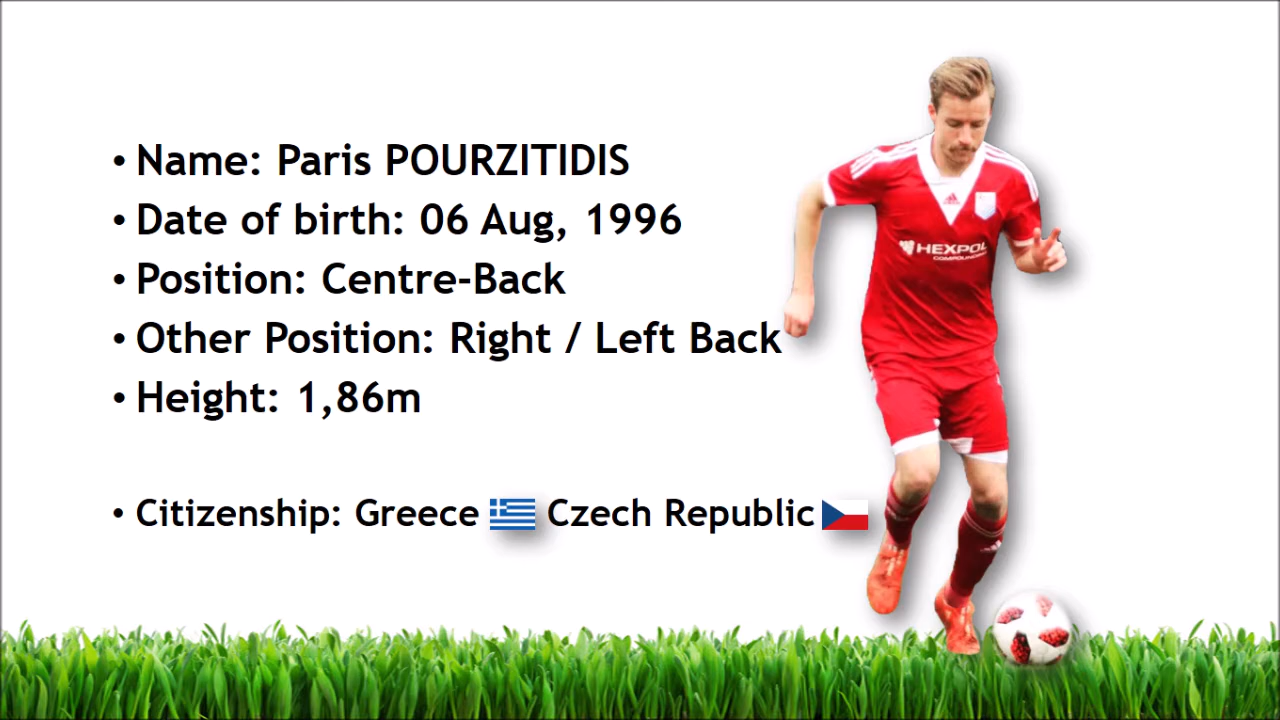 • Name: Paris POURZITIDIS
• Date of birth: 06 Aug, 1996
• Position: Centre-Back
• Other Position: Right / Left Back
• Height: 1,86m
• Citizenship: Greece Czech Republic
HEXPOL
COMPOUNDING